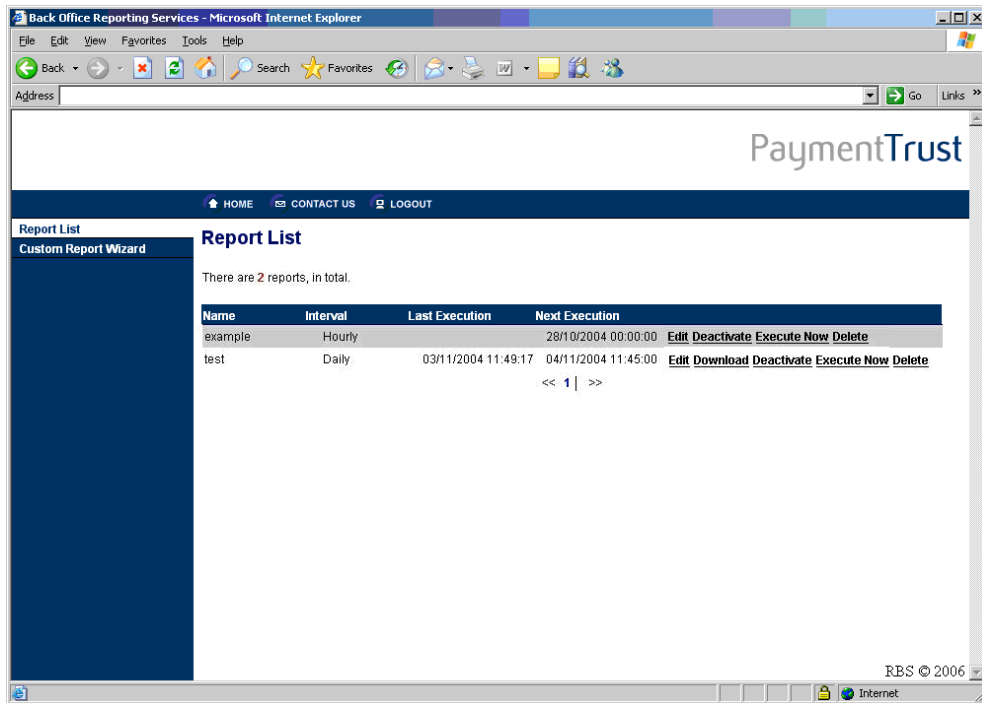 Back Office Reporting Services - Microsoft Internet Explorer
File Edit View Favorites Tools Help
Back Search Favorites W
Address Go Links »
PaymentTrust
HOME CONTACT US LOGOUT
Report List
Custom Report Wizard
Report List
There are 2 reports, in total.
Name Interval Last Execution Next Execution
example Hourly 28/10/2004 00:00:00 Edit Deactivate Execute Now Delete
test Daily 03/11/2004 11:49:17 04/11/2004 11:45:00 Edit Download Deactivate Execute Now Delete
<< 1 | >>
RBS © 2006
Internet